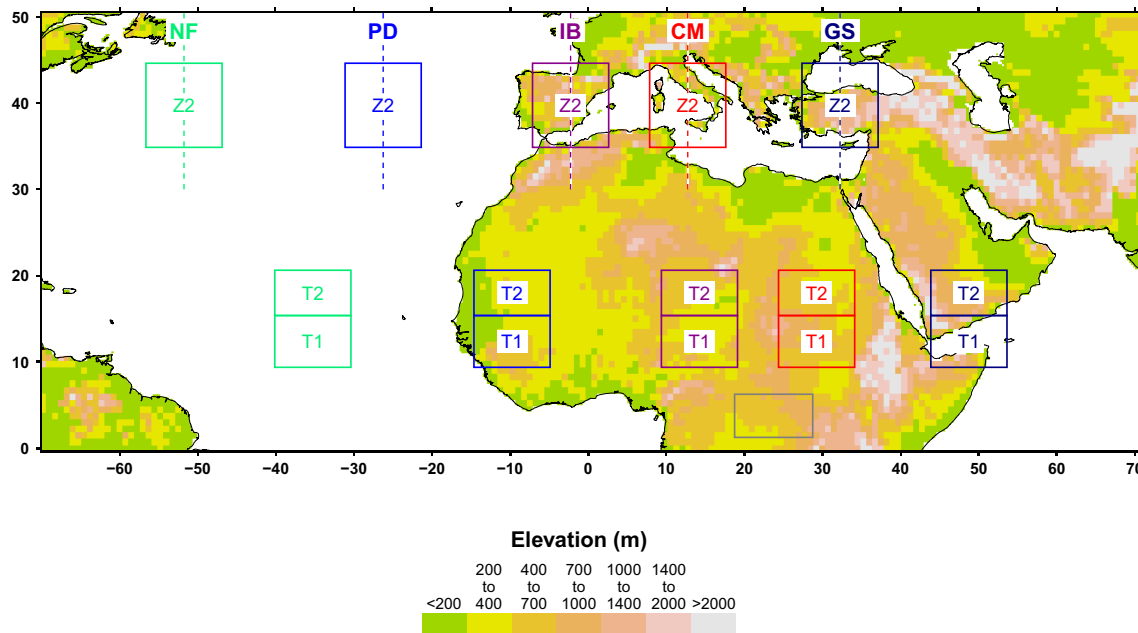 50
NF PD IB CM GS
40
Z2 Z2 Z2 Z2 Z2
30
20
T2 T2 T2 T2 T2
T1 T1 T1 T1 T1
10
0
−60 −50 −40 −30 −20 −10 0 10 20 30 40 50 60 70
Elevation (m)
200 400 700 1000 1400
to to to to to
<200 400 700 1000 1400 2000 >2000